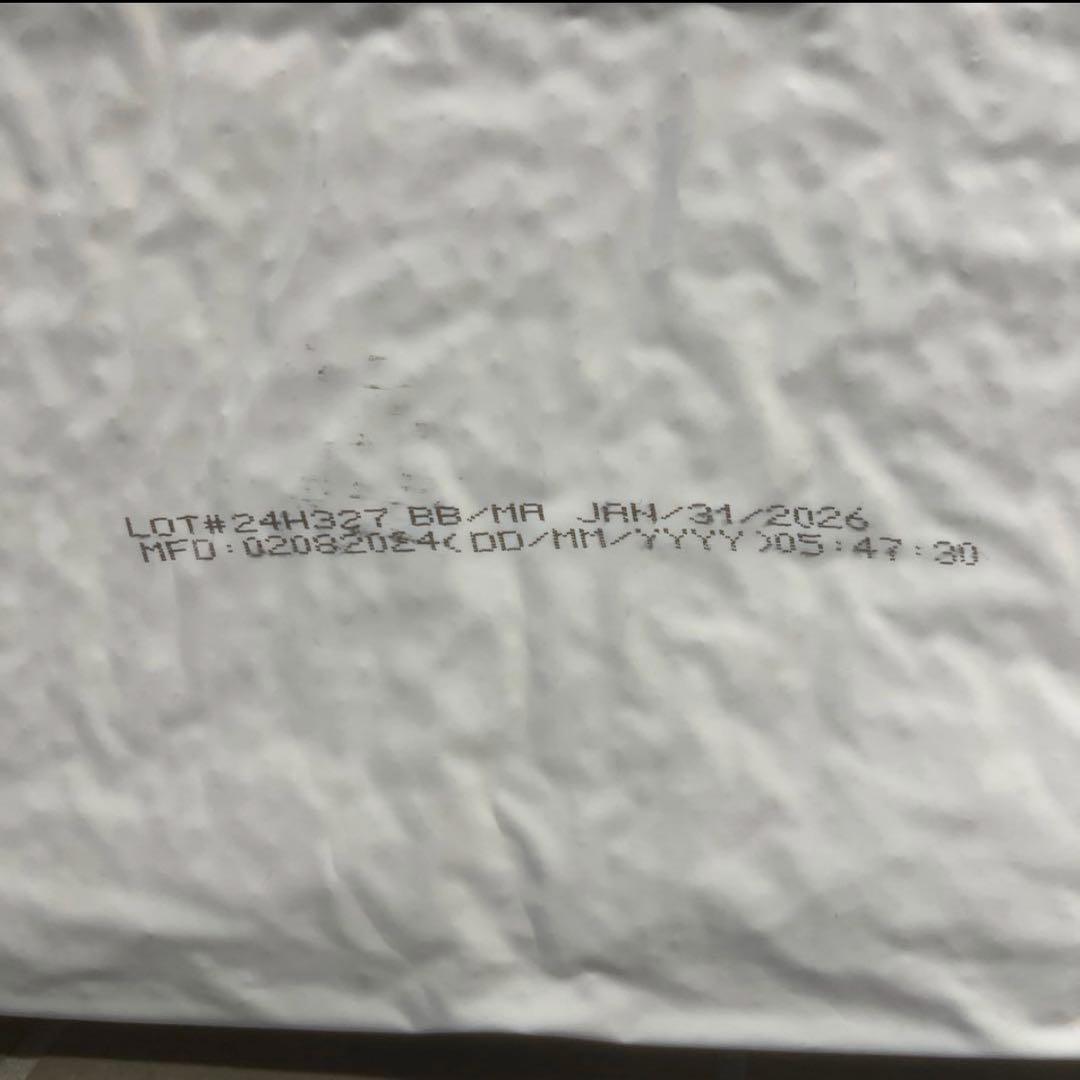 LOT#24H327 BB/MA JAN/31/2026
MFD:02082024(DD/MM/YYYY)05:47:30